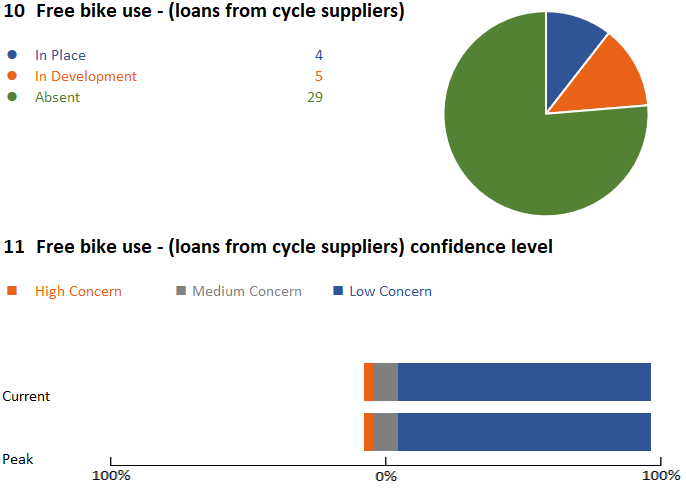 10 Free bike use - (loans from cycle suppliers)
In Place 4
In Development 5
Absent 29
11 Free bike use - (loans from cycle suppliers) confidence level
High Concern Medium Concern Low Concern
Current
Peak
100% 0% 100%